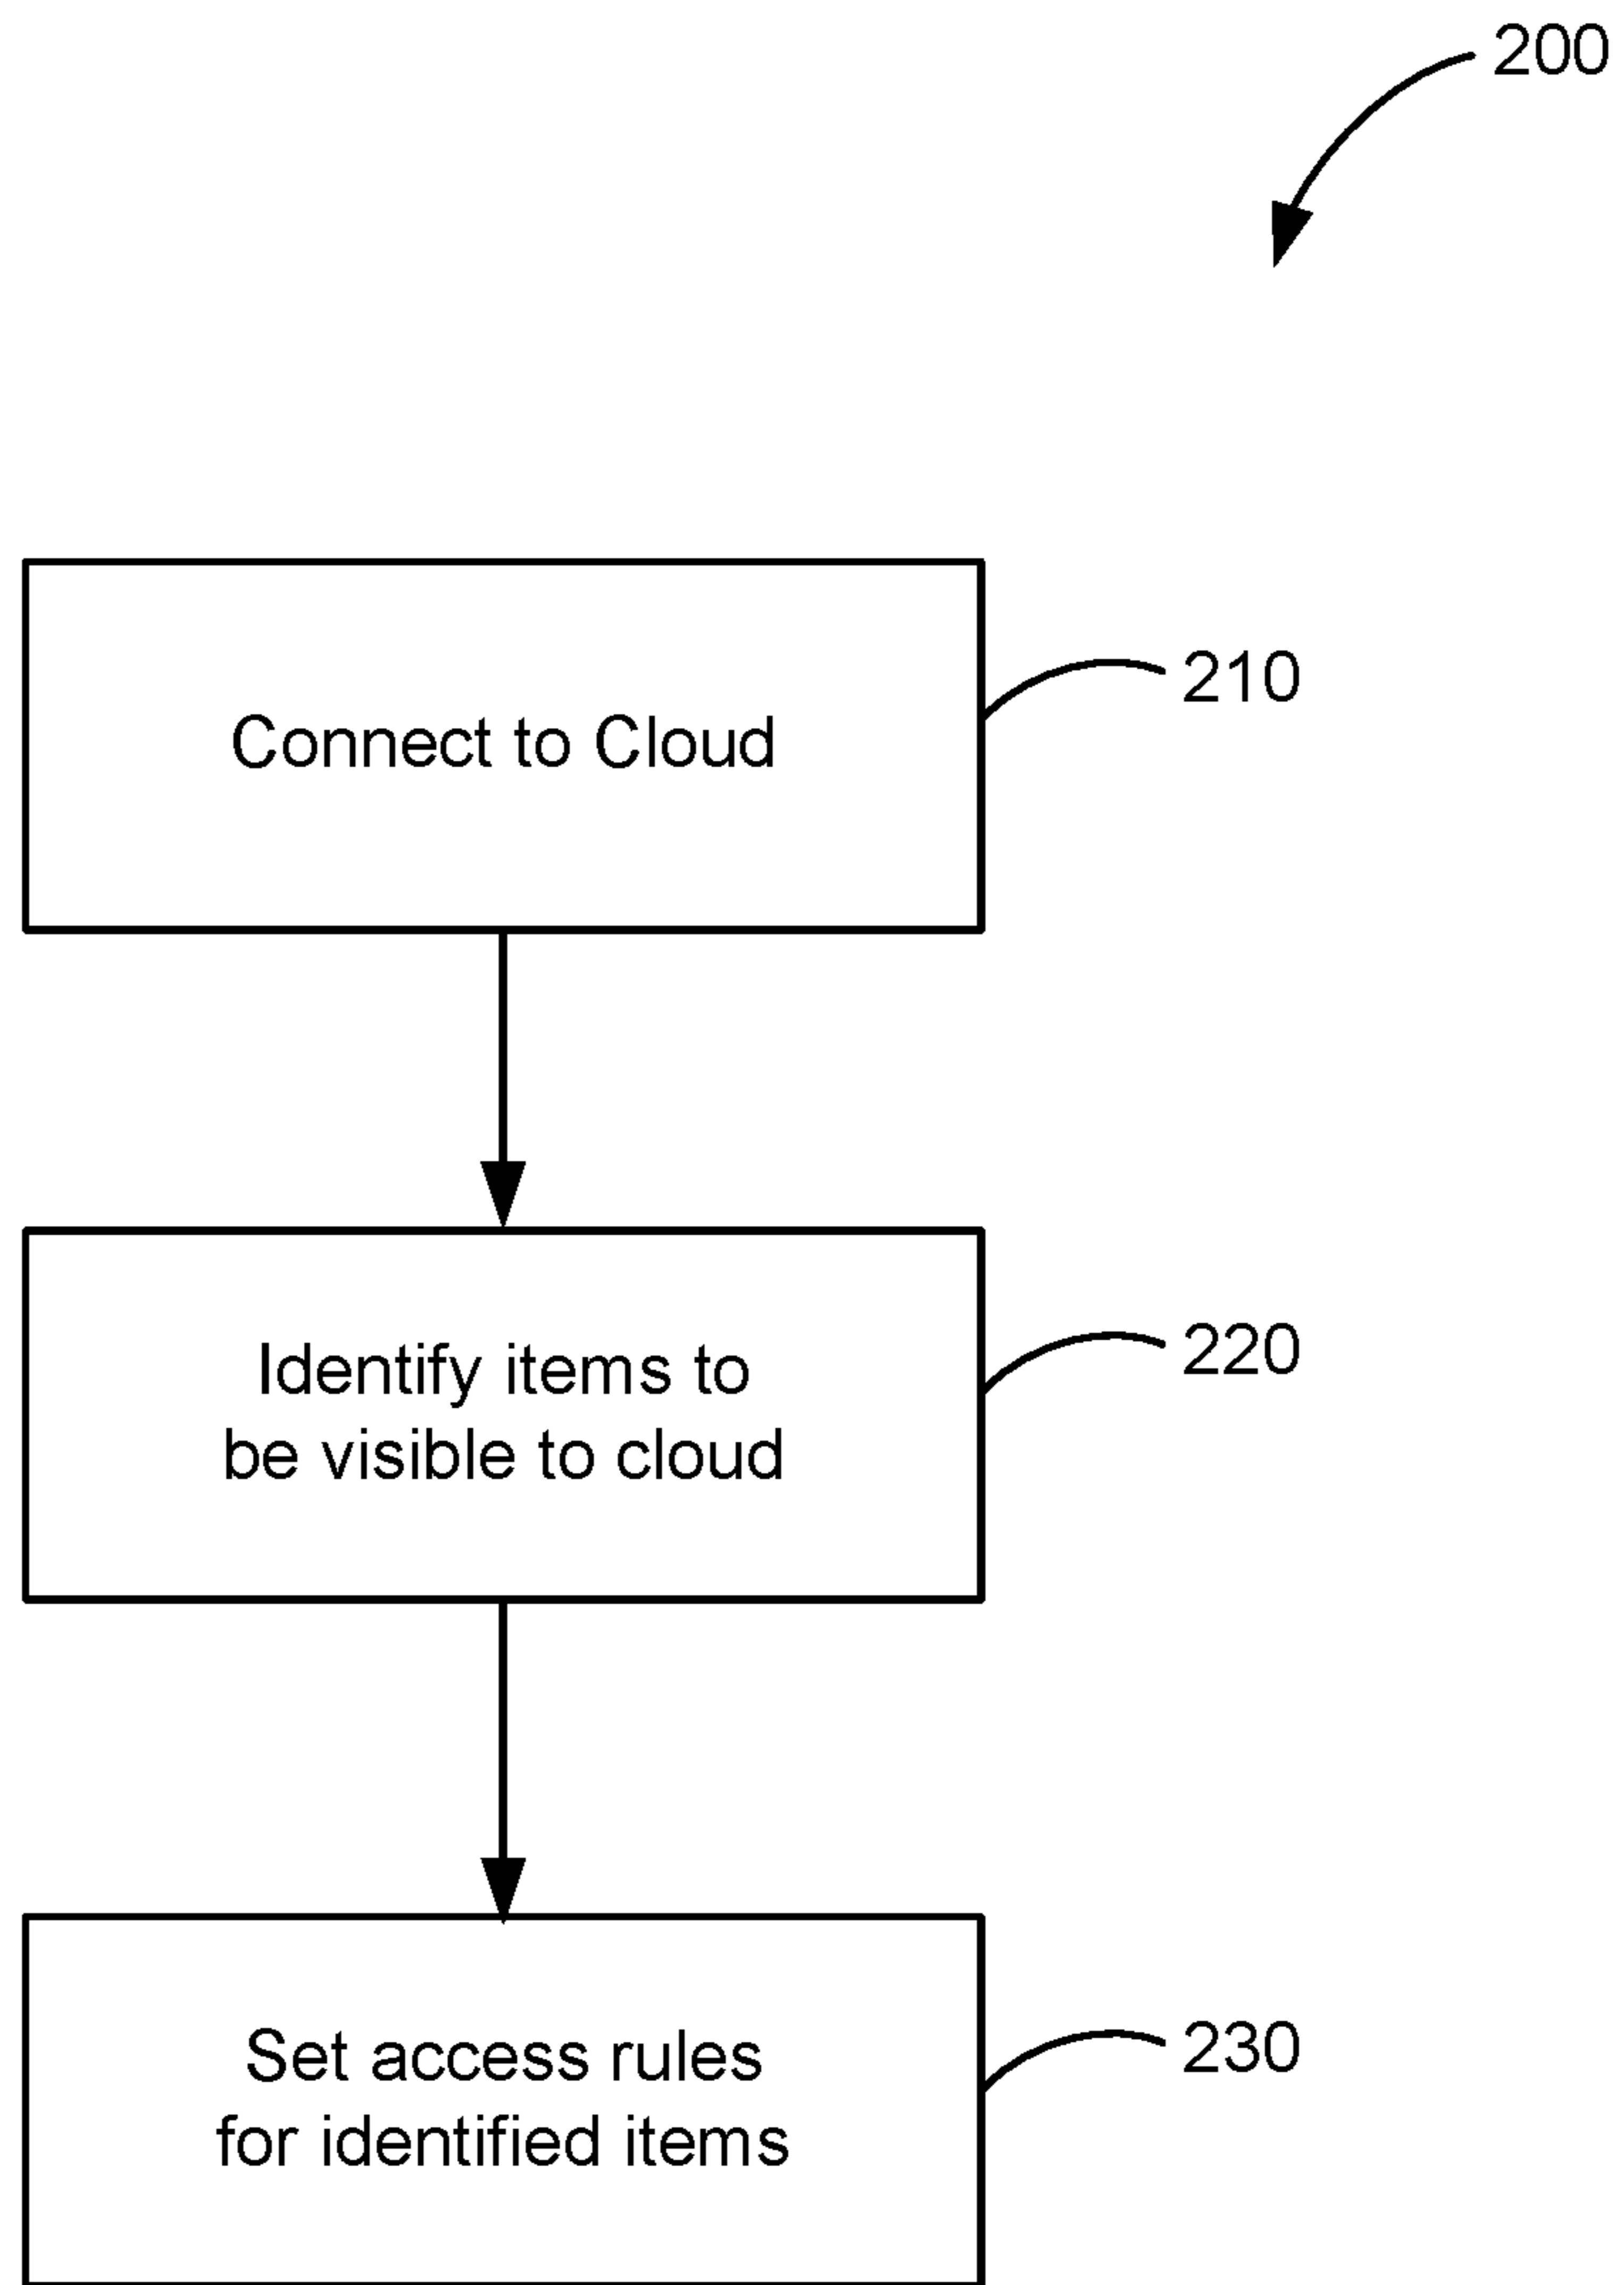 200
Connect to Cloud
210
Identify items to
be visible to cloud
220
Set access rules
for identified items
230